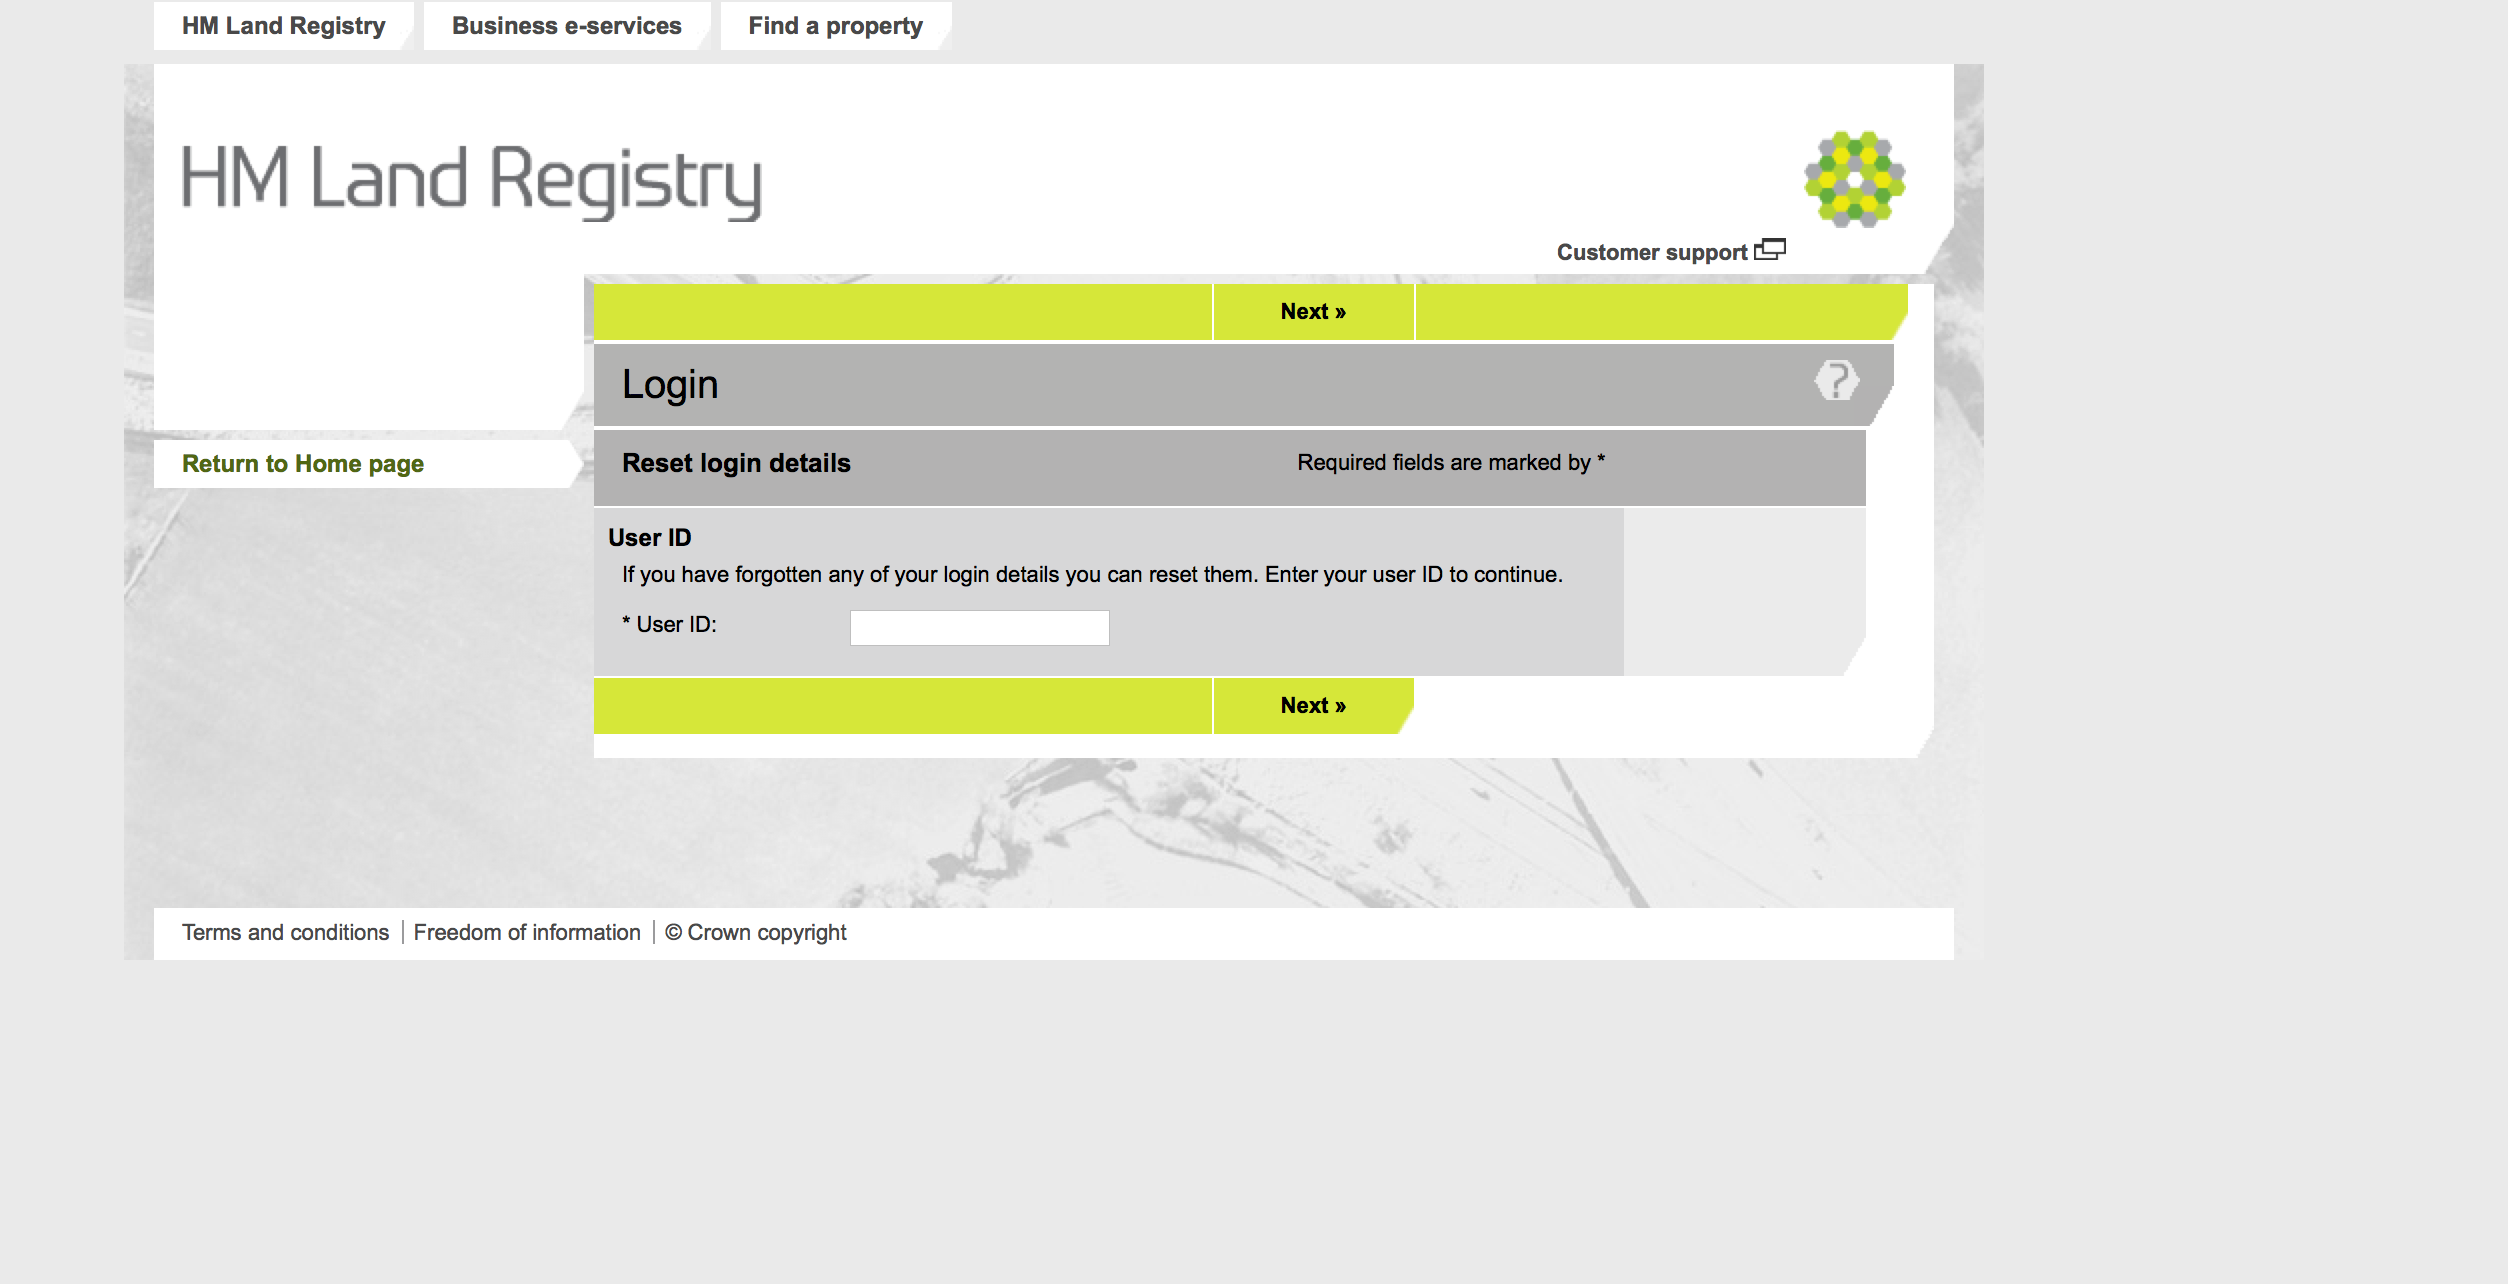 HM Land Registry Business e-services Find a property
HM Land Registry
Customer support
Next »
Login
?
Return to Home page
Reset login details Required fields are marked by *
User ID
If you have forgotten any of your login details you can reset them. Enter your user ID to continue.
* User ID:
Next »
Terms and conditions Freedom of information © Crown copyright